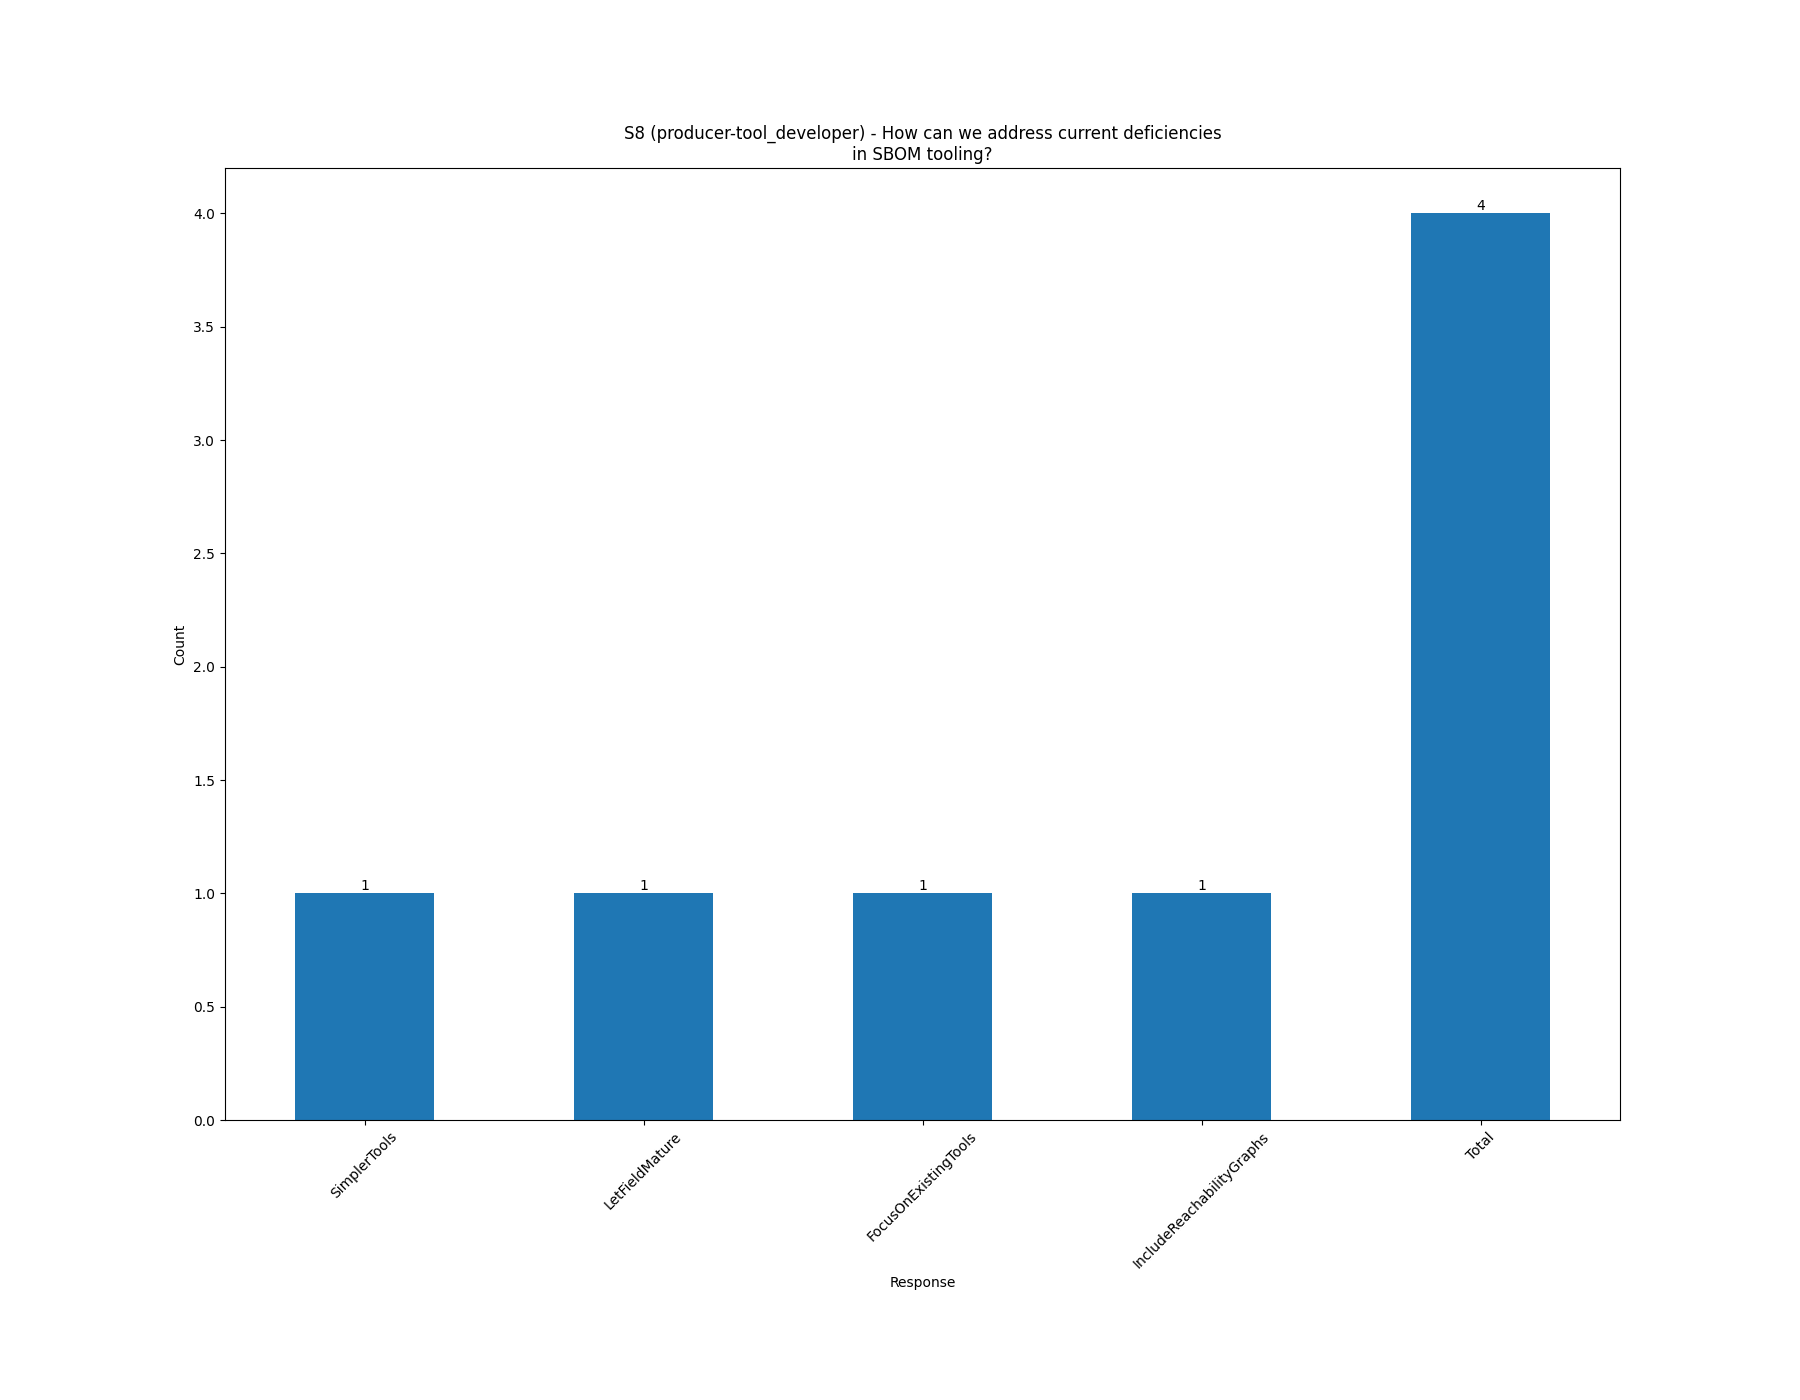 S8 (producer-tool_developer) - How can we address current deficiencies
in SBOM tooling?
4.0
3.5
3.0
2.5
2.0
1.5
1.0
0.5
0.0
Count
1
1
1
1
4
SimplerTools
LetFieldMature
FocusOnExistingTools
IncludeReachabilityGraphs
Total
Response